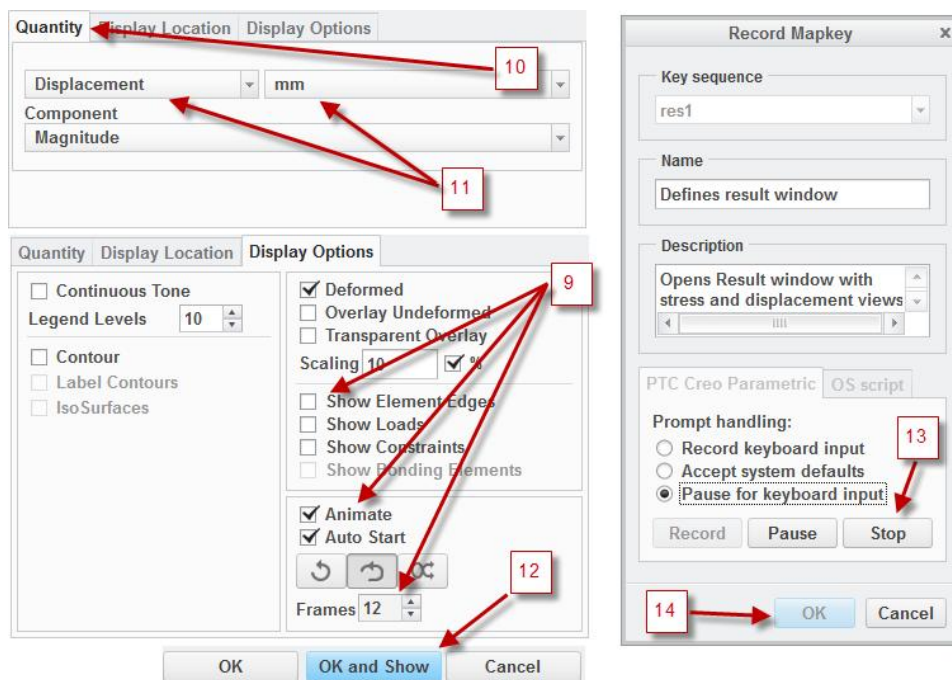 Quantity Display Location Display Options
10
Displacement mm
Component
Magnitude
11
Quantity Display Location Display Options
9
Continuous Tone
Legend Levels 10
Contour
Label Contours
IsoSurfaces
Deformed
Overlay Undeformed
Transparent Overlay
Scaling 10 %
Show Element Edges
Show Loads
Show Constraints
Show Bonding Elements
Animate
Auto Start
Frames 12
12
OK OK and Show Cancel
Record Mapkey x
Key sequence
res1
Name
Defines result window
Description
Opens Result window with
stress and displacement views
PTC Creo Parametric OS script
Prompt handling:
13
Record keyboard input
Accept system defaults
Pause for keyboard input
Record Pause Stop
14
OK Cancel